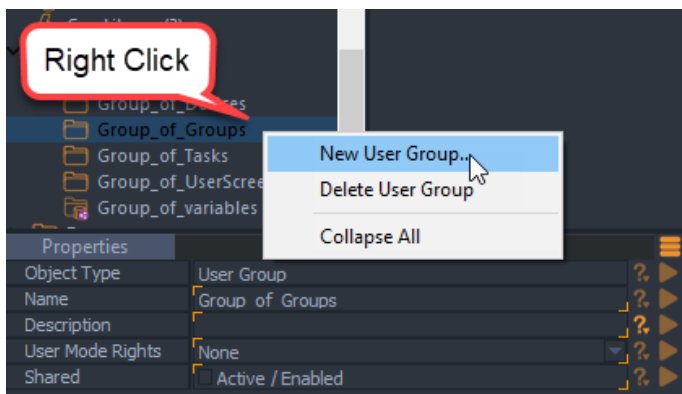 Right Click
Group_of_Groups
Group_of_Tasks
Group_of_UserScree
Group_of_variables
New User Group...
Delete User Group
Collapse All
Properties
Object Type User Group
Name Group_of_Groups
Description
User Mode Rights None
Shared Active / Enabled